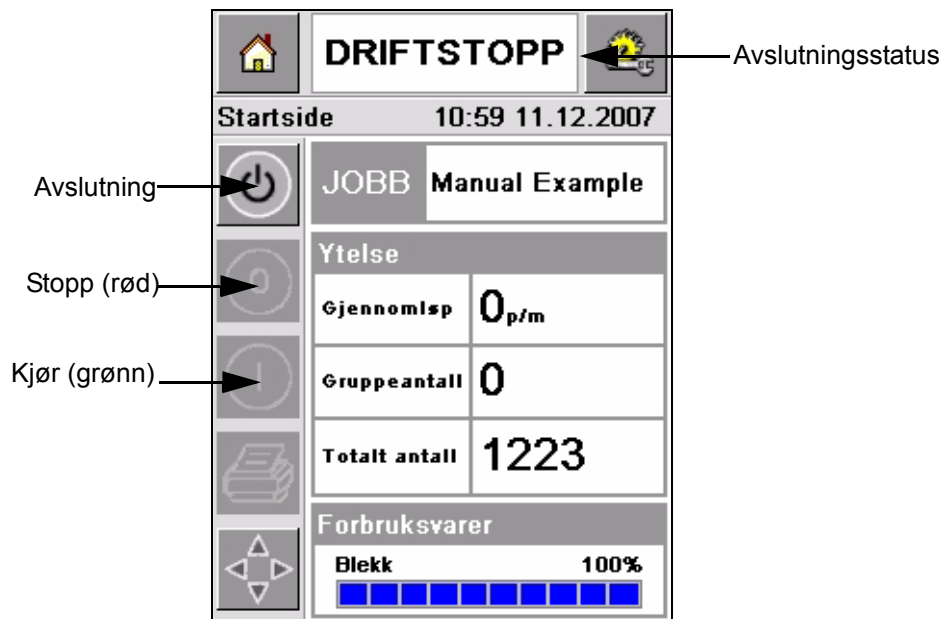 DRIFTSTOPP
Avslutningsstatus
Startside 10:59 11.12.2007
Avslutning
JOBB Manual Example
Ytelse
Stopp (rød)
0
Gjennomlsp 0p/m
Kjør (grønn)
I
Gruppeantall 0
Totalt antall 1223
Forbruksvarer
Blekk 100%